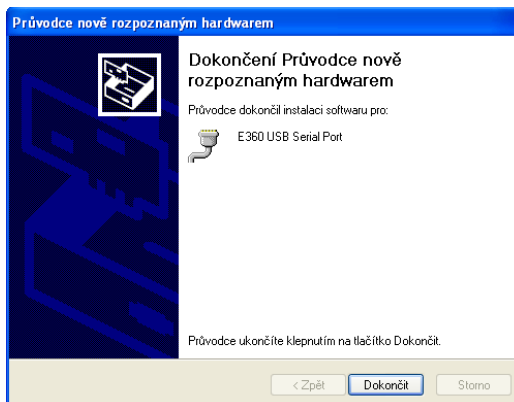 Průvodce nově rozpoznaným hardwarem
Dokončení Průvodce nově
rozpoznaným hardwarem
Průvodce dokončil instalaci softwaru pro:
E360 USB Serial Port
Průvodce ukončíte klepnutím na tlačítko Dokončit.
< Zpět
Dokončit
Storno